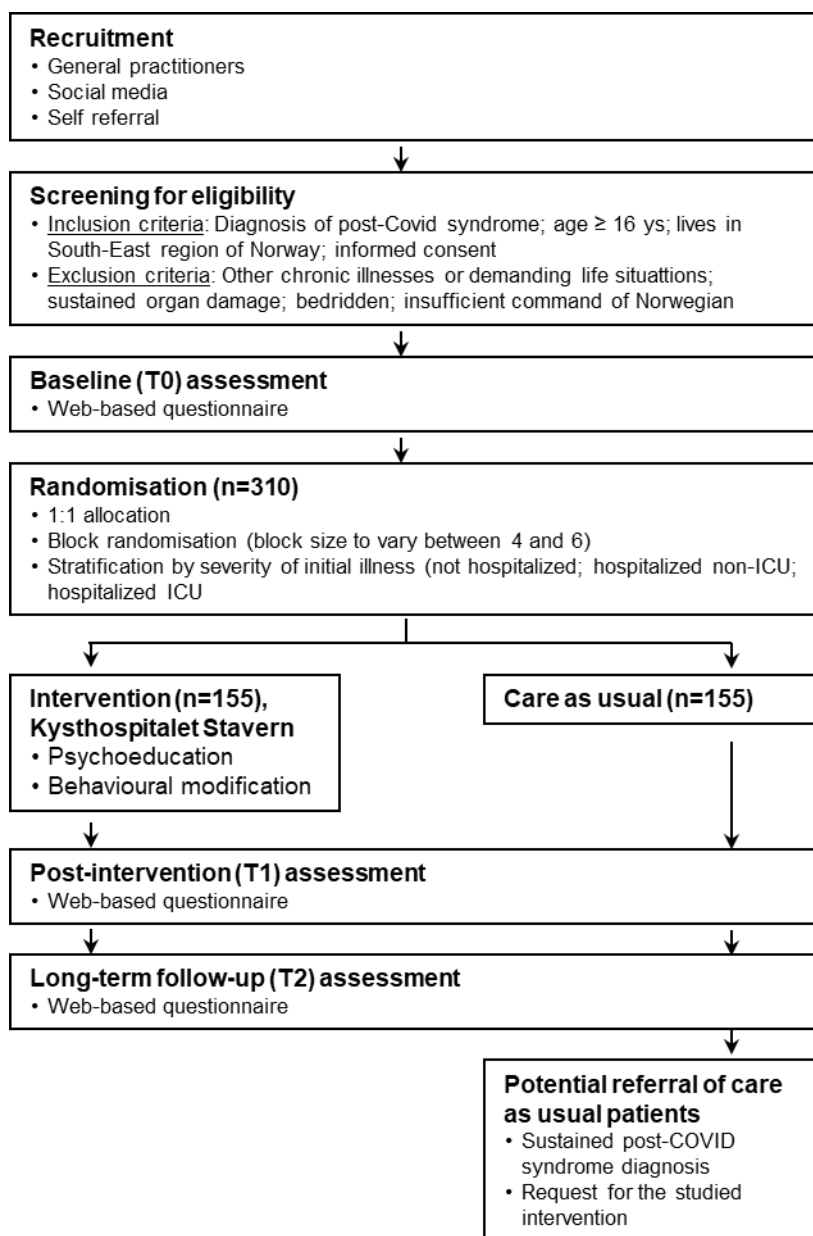 Recruitment
• General practitioners
• Social media
• Self referral
Screening for eligibility
• Inclusion criteria: Diagnosis of post-Covid syndrome; age ≥ 16 ys; lives in
South-East region of Norway; informed consent
• Exclusion criteria: Other chronic illnesses or demanding life situattions;
sustained organ damage; bedridden; insufficient command of Norwegian
Baseline (T0) assessment
• Web-based questionnaire
Randomisation (n=310)
• 1:1 allocation
• Block randomisation (block size to vary between 4 and 6)
• Stratification by severity of initial illness (not hospitalized; hospitalized non-ICU;
hospitalized ICU
Intervention (n=155),
Kysthospitalet Stavern
• Psychoeducation
• Behavioural modification
Care as usual (n=155)
Post-intervention (T1) assessment
• Web-based questionnaire
Long-term follow-up (T2) assessment
• Web-based questionnaire
Potential referral of care
as usual patients
• Sustained post-COVID
syndrome diagnosis
• Request for the studied
intervention